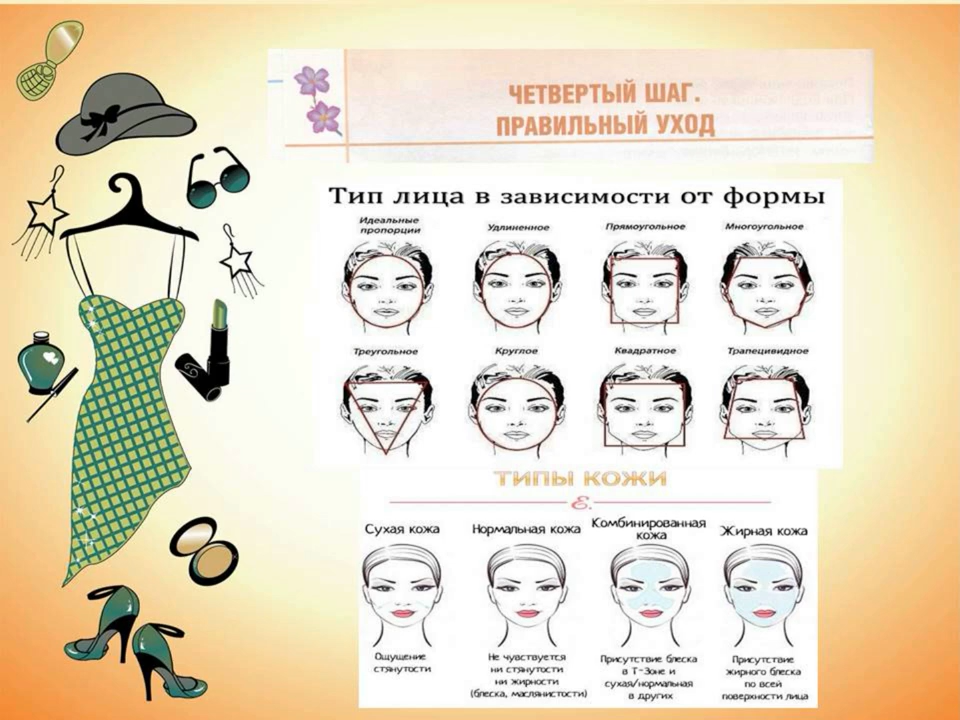 ЧЕТВЕРТЫЙ ШАГ.
ПРАВИЛЬНЫЙ УХОД
Тип лица в зависимости от формы
Идеальные
пропорции
Удлиненное
Прямоугольное
Многоугольное
Треугольное
Круглое
Квадратное
Трапецивидное
ТИПЫ КОЖИ
Ɛ.
Сухая кожа
Нормальная кожа
Комбинированная
кожа
Жирная кожа
Ощущение
стянутости
Не чувствуется
ни стянутости
ни жирности
(блеска, маслянистости)
Присутствие блеска
в Т-Зоне и
сухая/нормальная
в других
Присутствие
жирного блеска
по всей
поверхности лица